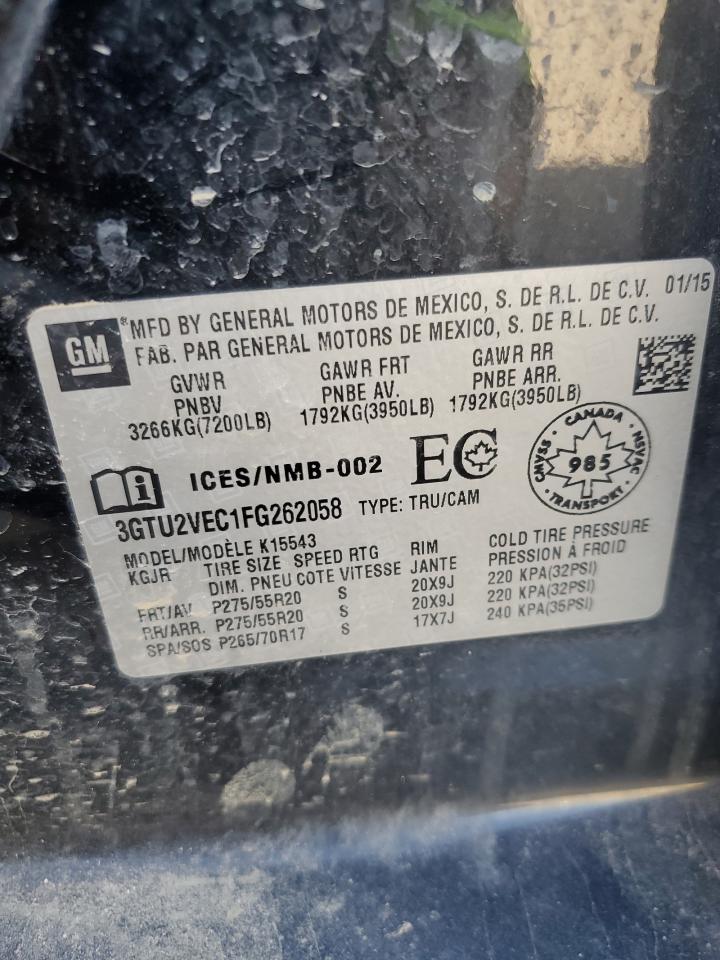 GM
*MFD BY GENERAL MOTORS DE MEXICO, S. DE R.L. DE C.V. 01/15
FAB. PAR GENERAL MOTORS DE MEXICO, S. DE R.L. DE C.V.
GVWR GAWR FRT GAWR RR
PNBV PNBE AV. PNBE ARR.
3266KG(7200LB) 1792KG(3950LB) 1792KG(3950LB)
ICES/NMB-002 EC
CANADA
CMVSS 985 NSVAC
TRANSPORT
3GTU2VEC1FG262058 TYPE: TRU/CAM
MODEL/MODÈLE K15543
KGJR TIRE SIZE SPEED RTG RIM COLD TIRE PRESSURE
DIM. PNEU COTE VITESSE JANTE PRESSION À FROID
FRT/AV P275/55R20 S 20X9J 220 KPA(32PSI)
RR/ARR. P275/55R20 S 20X9J 220 KPA(32PSI)
SPA/SOS P265/70R17 S 17X7J 240 KPA(35PSI)